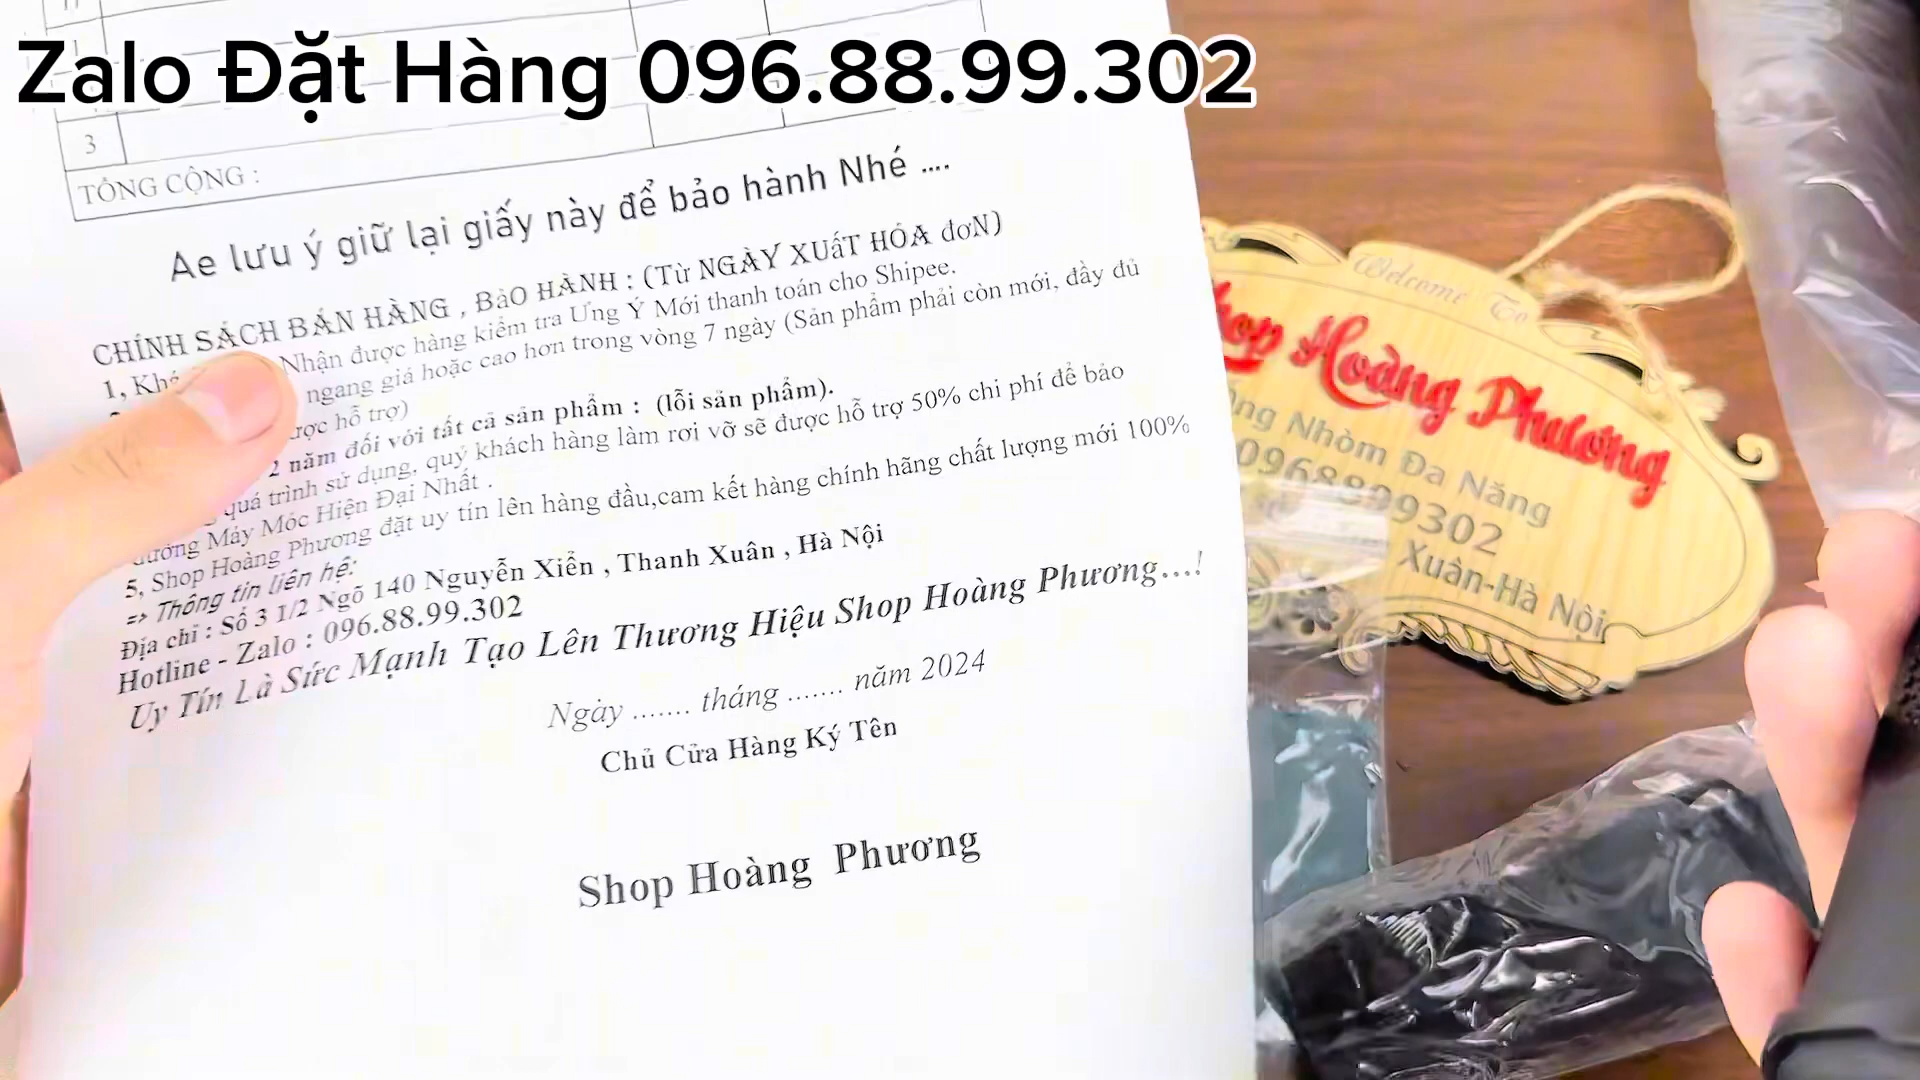 Zalo Đặt Hàng 096.88.99.302
3
TỔNG CỘNG :
Ae lưu ý giữ lại giấy này để bảo hành Nhé ....
CHÍNH SÁCH BÁN HÀNG , BảO HÀNH : (Từ NGÀY XUấT HÓA đơN)
1, Nhận được hàng kiểm tra Ưng Ý Mới thanh toán cho Shipee.
ngang giá hoặc cao hơn trong vòng 7 ngày (Sản phẩm phải còn mới, đầy đủ
được hỗ trợ)
2 năm đối với tất cả sản phẩm : (lỗi sản phẩm).
quá trình sử dụng, quý khách hàng làm rơi vỡ sẽ được hỗ trợ 50% chi phí để bảo
dưỡng Máy Móc Hiện Đại Nhất .
5, Shop Hoàng Phương đặt uy tín lên hàng đầu,cam kết hàng chính hãng chất lượng mới 100%
=> Thông tin liên hệ:
Địa chỉ : Số 3 1/2 Ngõ 140 Nguyễn Xiển , Thanh Xuân , Hà Nội
Hotline - Zalo : 096.88.99.302
Uy Tín Là Sức Mạnh Tạo Lên Thương Hiệu Shop Hoàng Phương...!
Ngày ....... tháng ....... năm 2024
Chủ Cửa Hàng Ký Tên
Shop Hoàng Phương
Welcome To
Shop Hoàng Phương
Nhòm Đa Năng
0968899302
Xuân-Hà Nội